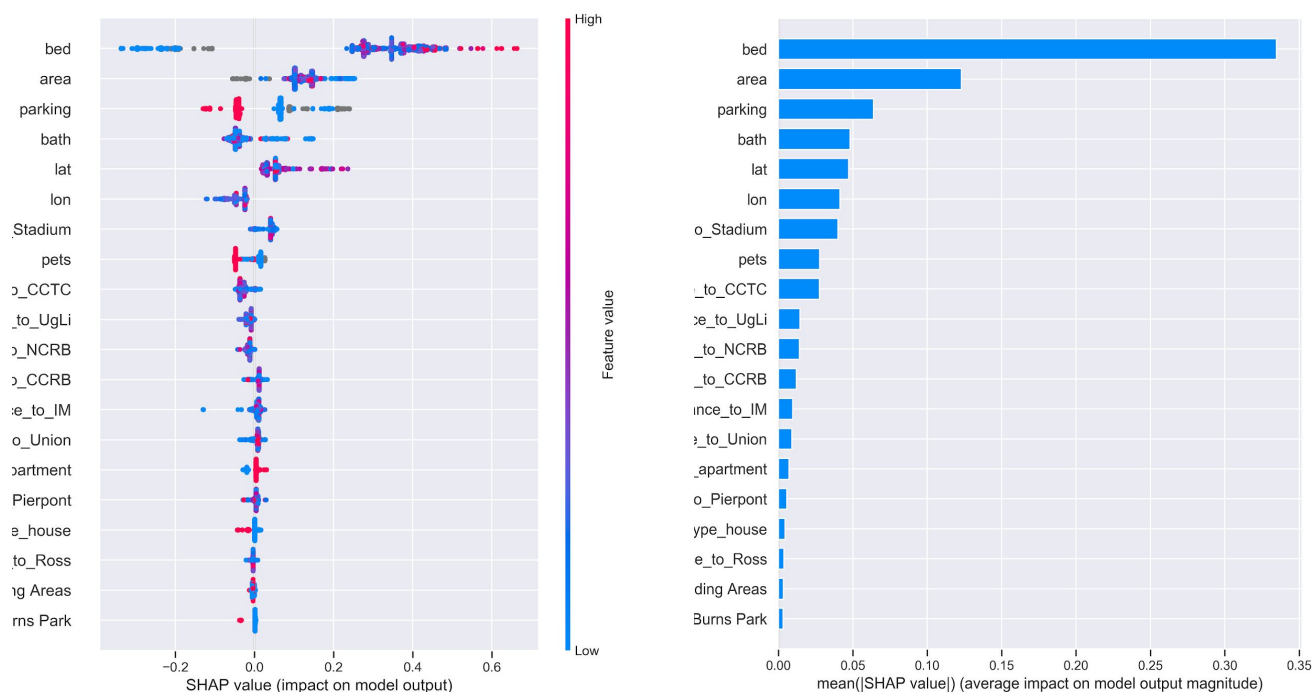 High
bed
area
parking
bath
lat
lon
_Stadium
pets
o_CCTC
_to_UgLi
o_NCRB
o_CCRB
ce_to_IM
o_Union
partment
Pierpont
e_house
_to_Ross
ng Areas
rns Park
Low
Feature value
−0.2 0.0 0.2 0.4 0.6
SHAP value (impact on model output)
bed
area
parking
bath
lat
lon
o_Stadium
pets
_to_CCTC
ce_to_UgLi
_to_NCRB
_to_CCRB
ance_to_IM
e_to_Union
_apartment
o_Pierpont
ype_house
e_to_Ross
ding Areas
Burns Park
0.00 0.05 0.10 0.15 0.20 0.25 0.30 0.35
mean(|SHAP value|) (average impact on model output magnitude)